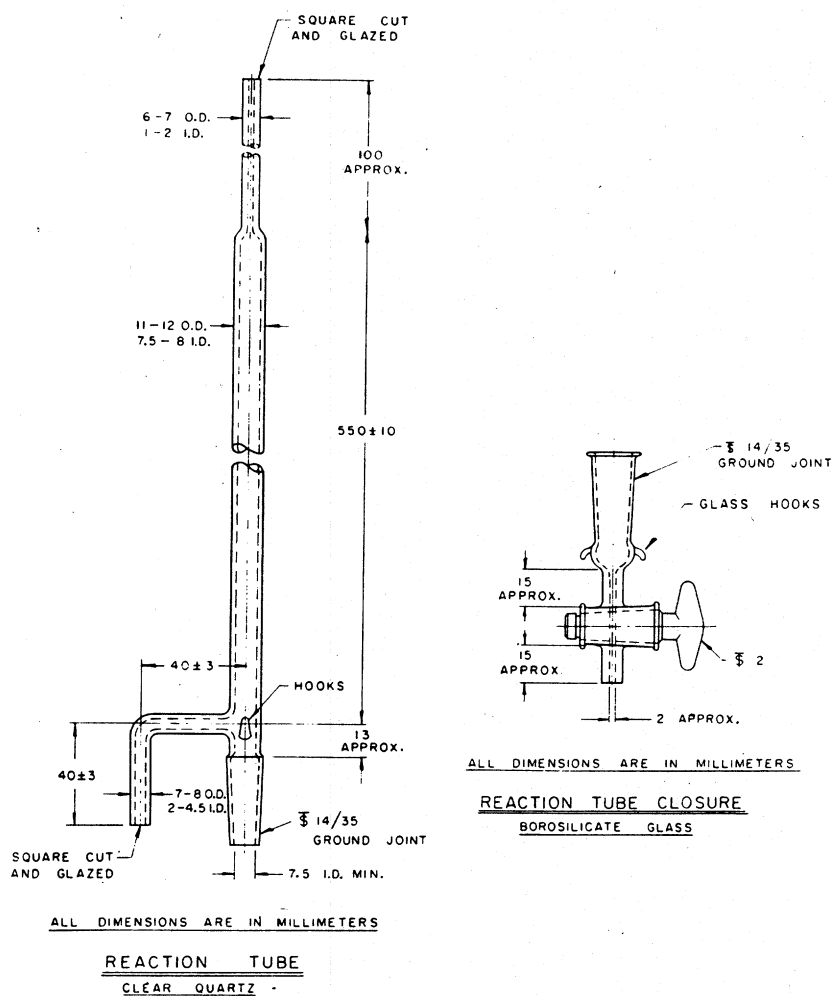 SQUARE CUT
AND GLAZED
6-7 O.D.
1-2 I.D.
100
APPROX.
11-12 O.D.
7.5-8 I.D.
550±10
40±3
HOOKS
13
APPROX.
40±3
7-8 O.D.
2-4.5 I.D.
SQUARE CUT
AND GLAZED
$ 14/35
GROUND JOINT
7.5 I.D. MIN.
ALL DIMENSIONS ARE IN MILLIMETERS
REACTION TUBE
CLEAR QUARTZ
$ 14/35
GROUND JOINT
GLASS HOOKS
15
APPROX.
15
APPROX.
$ 2
2 APPROX.
ALL DIMENSIONS ARE IN MILLIMETERS
REACTION TUBE CLOSURE
BOROSILICATE GLASS